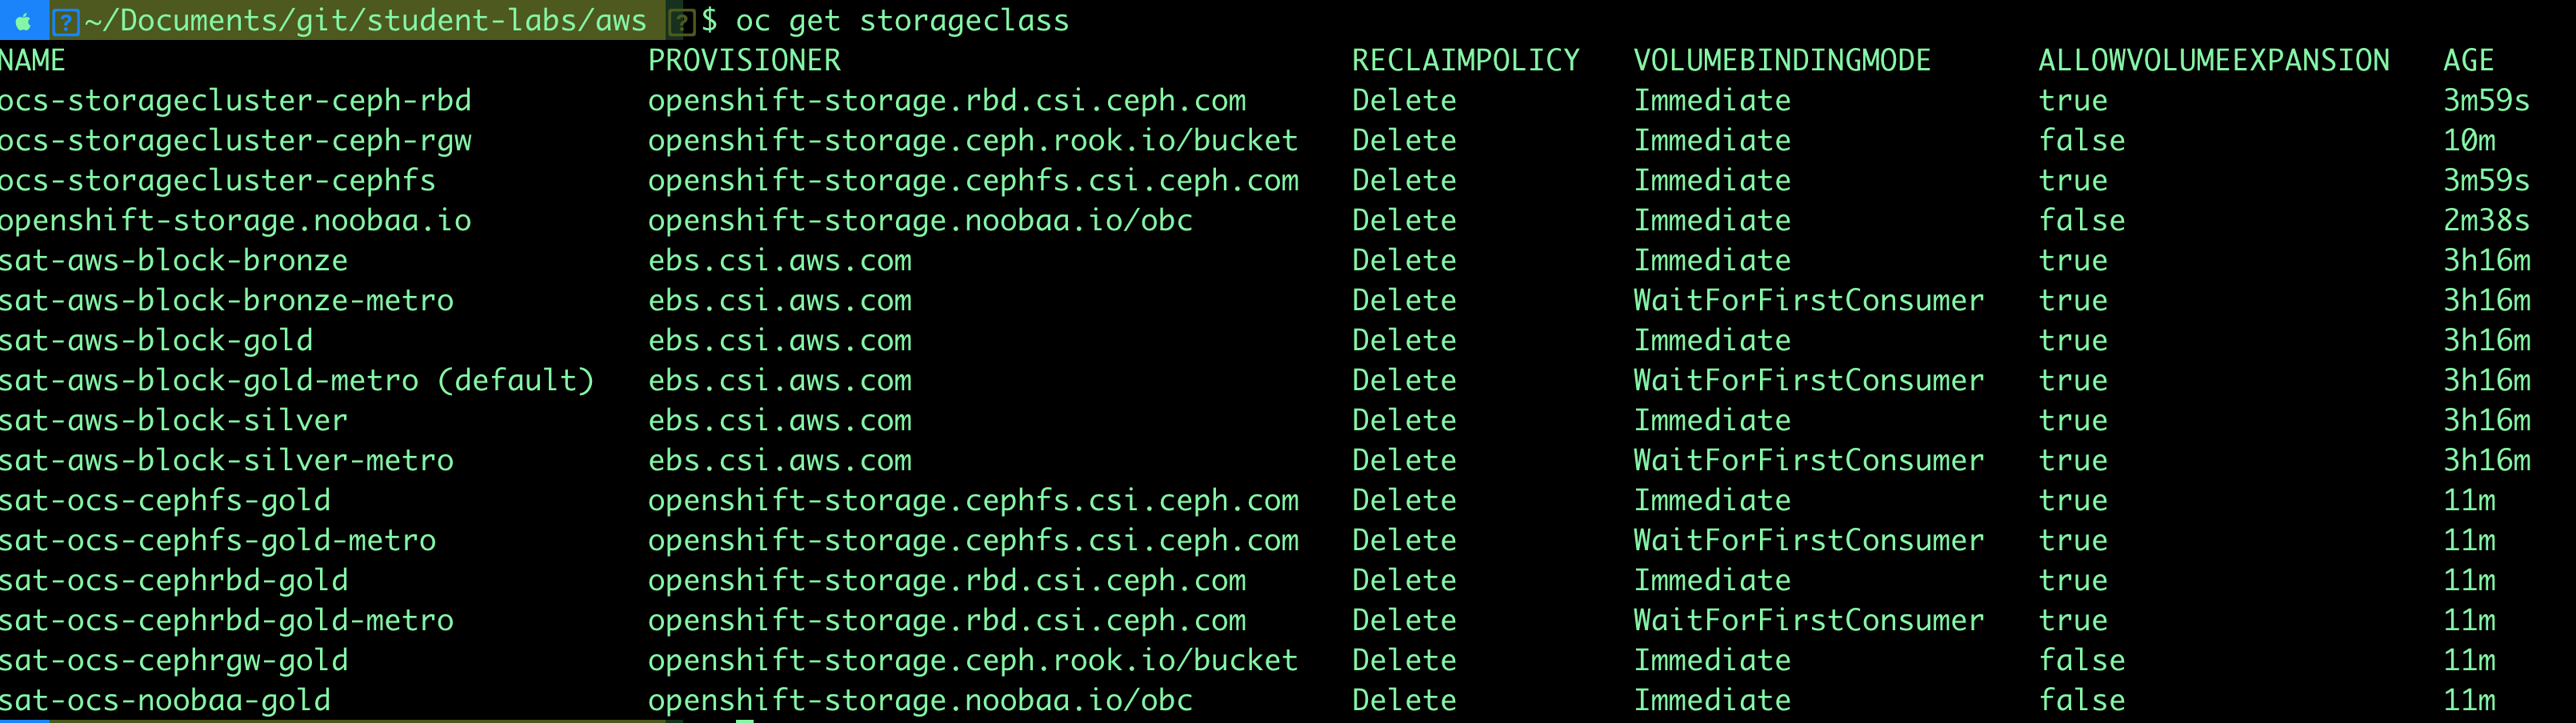 ~/Documents/git/student-labs/aws $ oc get storageclass
NAME PROVISIONER RECLAIMPOLICY VOLUMEBINDINGMODE ALLOWVOLUMEEXPANSION AGE
ocs-storagecluster-ceph-rbd openshift-storage.rbd.csi.ceph.com Delete Immediate true 3m59s
ocs-storagecluster-ceph-rgw openshift-storage.ceph.rook.io/bucket Delete Immediate false 10m
ocs-storagecluster-cephfs openshift-storage.cephfs.csi.ceph.com Delete Immediate true 3m59s
openshift-storage.noobaa.io openshift-storage.noobaa.io/obc Delete Immediate false 2m38s
sat-aws-block-bronze ebs.csi.aws.com Delete Immediate true 3h16m
sat-aws-block-bronze-metro ebs.csi.aws.com Delete WaitForFirstConsumer true 3h16m
sat-aws-block-gold ebs.csi.aws.com Delete Immediate true 3h16m
sat-aws-block-gold-metro (default) ebs.csi.aws.com Delete WaitForFirstConsumer true 3h16m
sat-aws-block-silver ebs.csi.aws.com Delete Immediate true 3h16m
sat-aws-block-silver-metro ebs.csi.aws.com Delete WaitForFirstConsumer true 3h16m
sat-ocs-cephfs-gold openshift-storage.cephfs.csi.ceph.com Delete Immediate true 11m
sat-ocs-cephfs-gold-metro openshift-storage.cephfs.csi.ceph.com Delete WaitForFirstConsumer true 11m
sat-ocs-cephrbd-gold openshift-storage.rbd.csi.ceph.com Delete Immediate true 11m
sat-ocs-cephrbd-gold-metro openshift-storage.rbd.csi.ceph.com Delete WaitForFirstConsumer true 11m
sat-ocs-cephrgw-gold openshift-storage.ceph.rook.io/bucket Delete Immediate false 11m
sat-ocs-noobaa-gold openshift-storage.noobaa.io/obc Delete Immediate false 11m